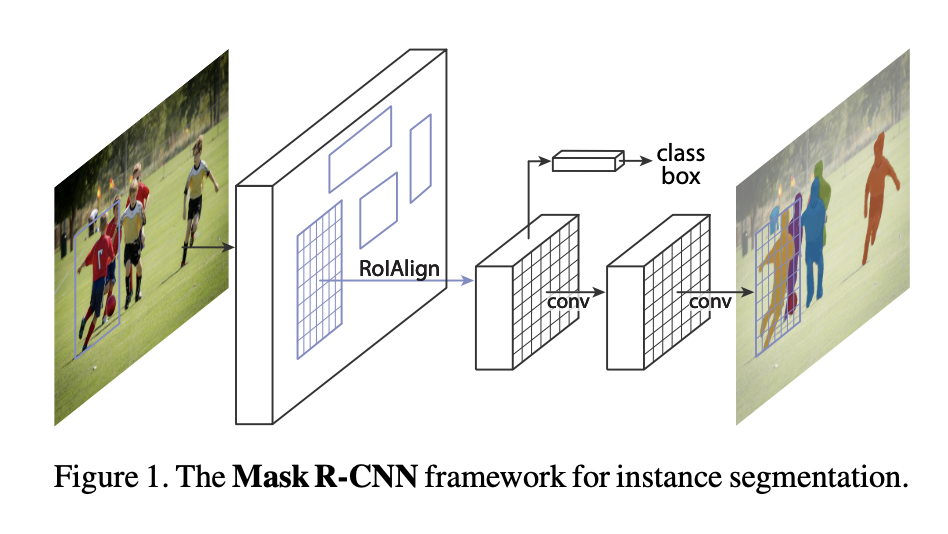 class
box
RoIAlign
conv
conv
Figure 1. The Mask R-CNN framework for instance segmentation.